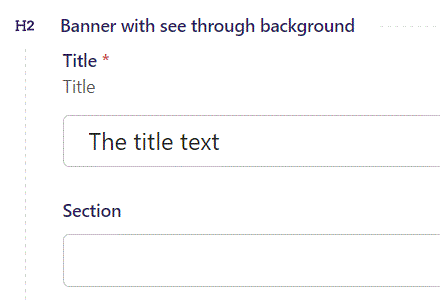 H2 Banner with see through background
Title *
Title
The title text
Section